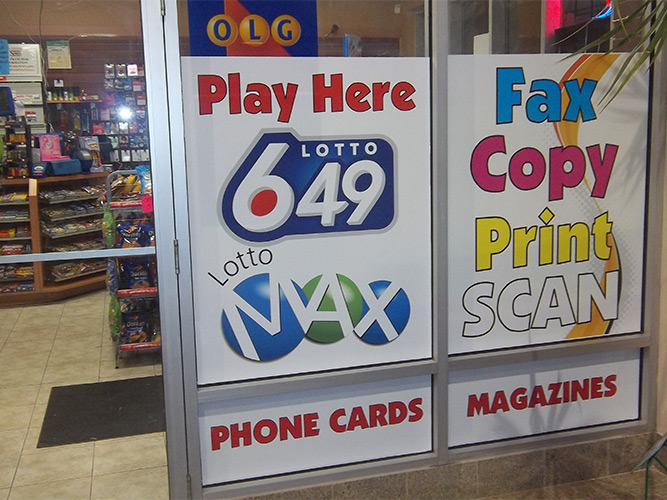 OLG
Play Here
LOTTO
649
Lotto
MAX
PHONE CARDS
Fax
Copy
Print
SCAN
MAGAZINES